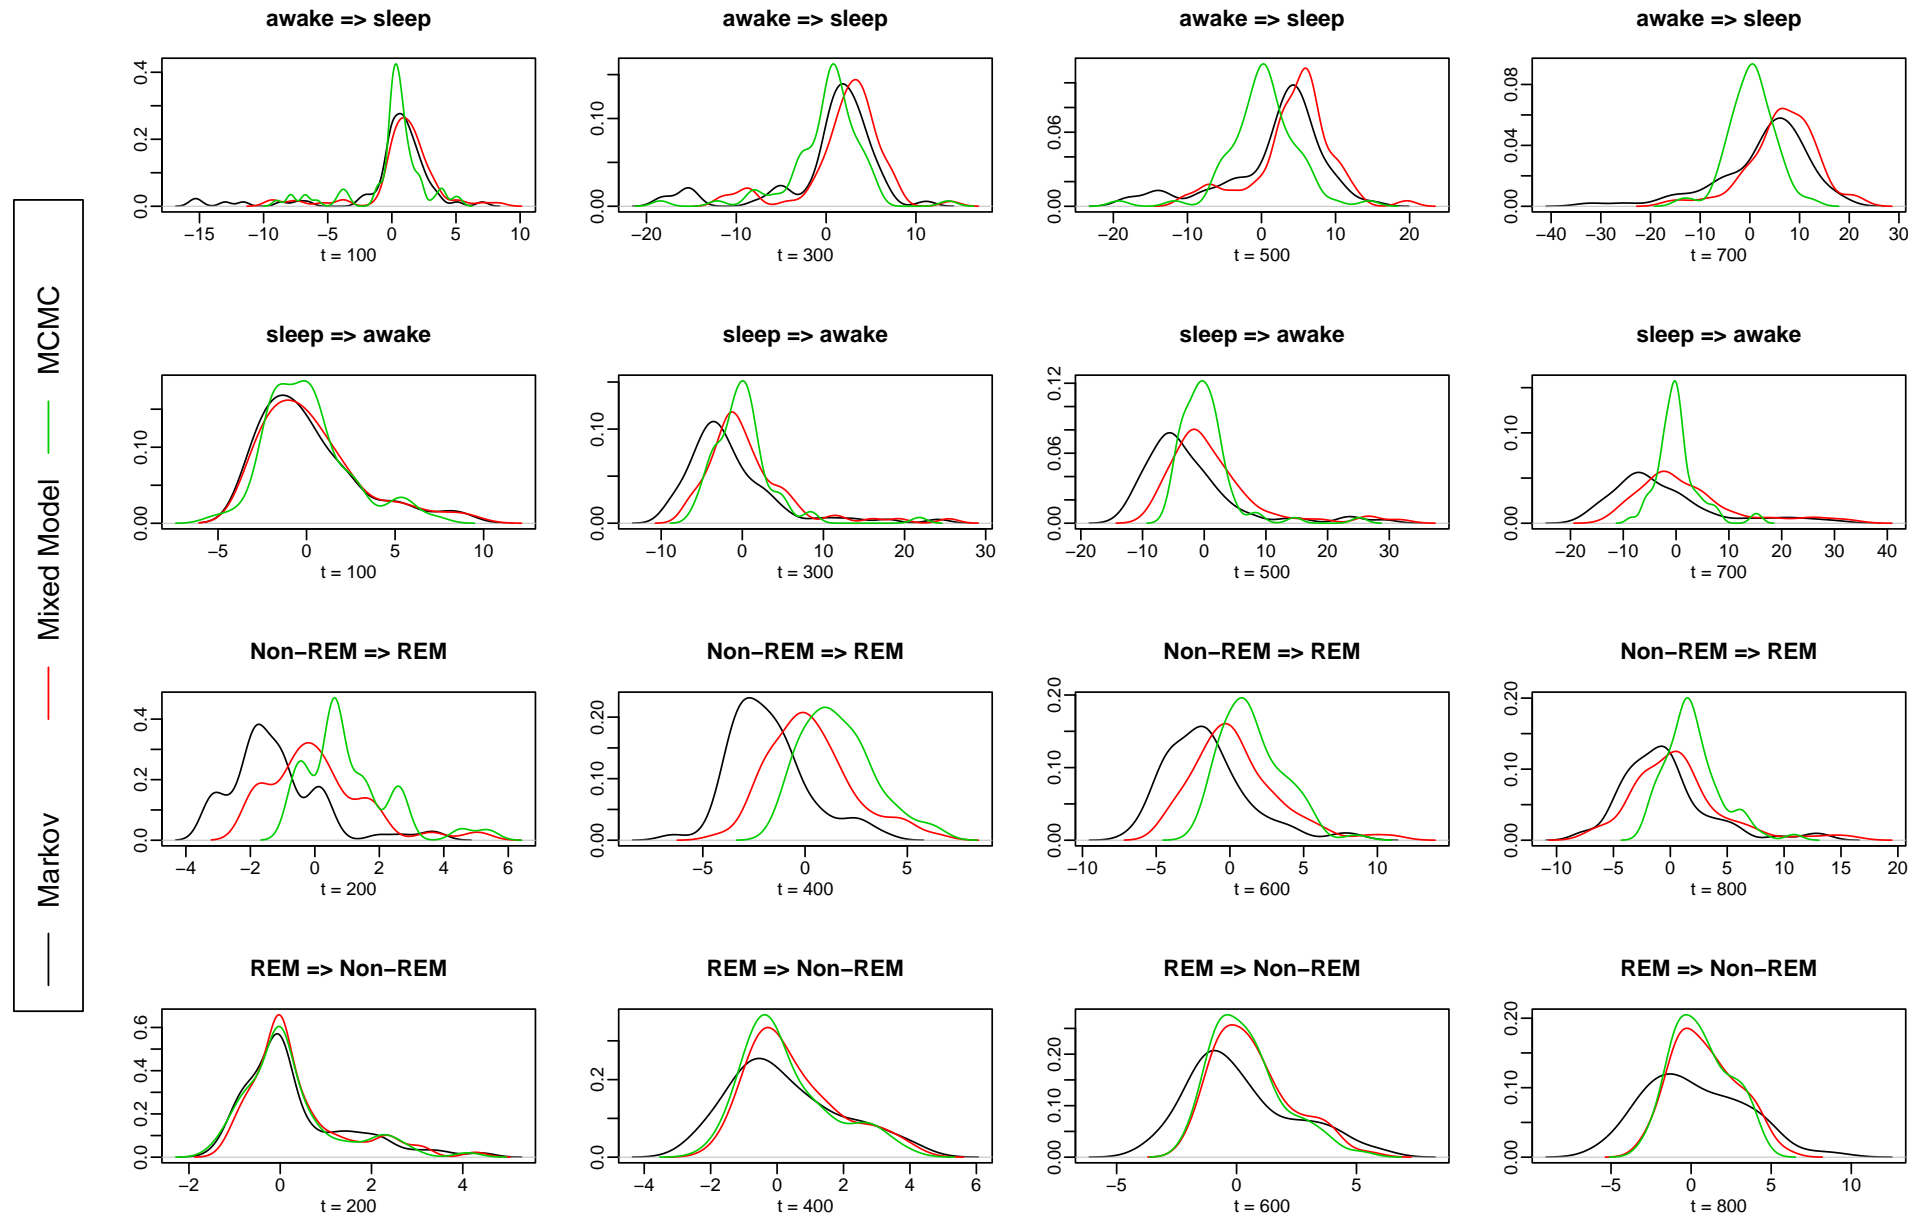 Markov
Mixed Model
MCMC
awake => sleep
0.0 0.2 0.4
−15 −10 −5 0 5 10
t = 100
awake => sleep
0.00 0.10
−20 −10 0 10
t = 300
awake => sleep
0.00 0.06
−20 −10 0 10 20
t = 500
awake => sleep
0.00 0.04 0.08
−40 −30 −20 −10 0 10 20 30
t = 700
sleep => awake
0.00 0.10
−5 0 5 10
t = 100
sleep => awake
0.00 0.10
−10 0 10 20 30
t = 300
sleep => awake
0.00 0.06 0.12
−20 −10 0 10 20 30
t = 500
sleep => awake
0.00 0.10
−20 −10 0 10 20 30 40
t = 700
Non−REM => REM
0.0 0.2 0.4
−4 −2 0 2 4 6
t = 200
Non−REM => REM
0.00 0.10 0.20
−5 0 5
t = 400
Non−REM => REM
0.00 0.10 0.20
−10 −5 0 5 10
t = 600
Non−REM => REM
0.00 0.10 0.20
−10 −5 0 5 10 15 20
t = 800
REM => Non−REM
0.0 0.2 0.4 0.6
−2 0 2 4
t = 200
REM => Non−REM
0.0 0.2
−4 −2 0 2 4 6
t = 400
REM => Non−REM
0.00 0.10 0.20
−5 0 5
t = 600
REM => Non−REM
0.00 0.10 0.20
−5 0 5 10
t = 800